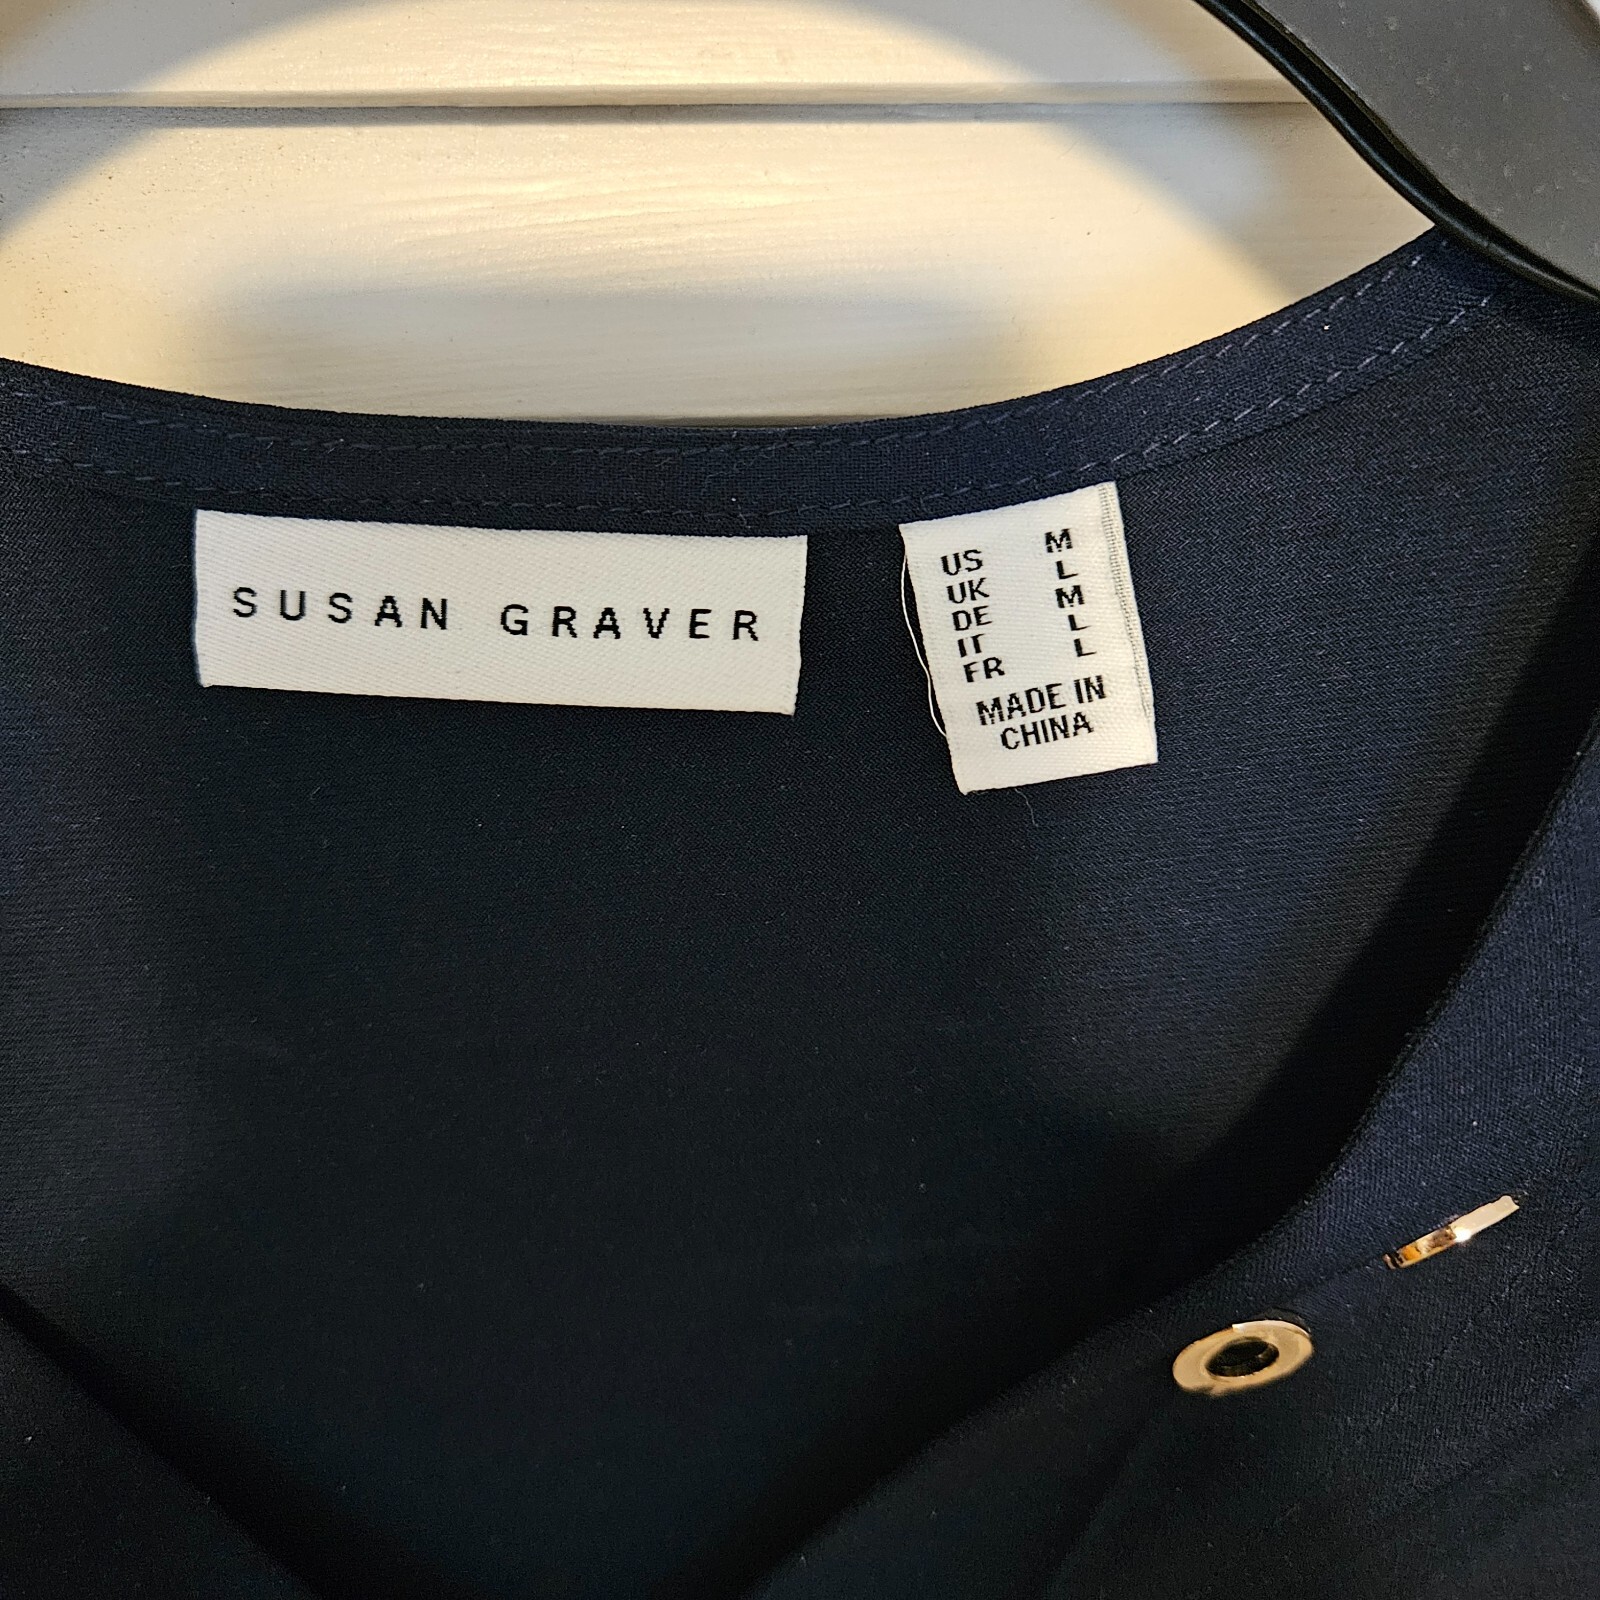 SUSAN GRAVER
US M
UK L
DE M
IT L
FR L
MADE IN
CHINA